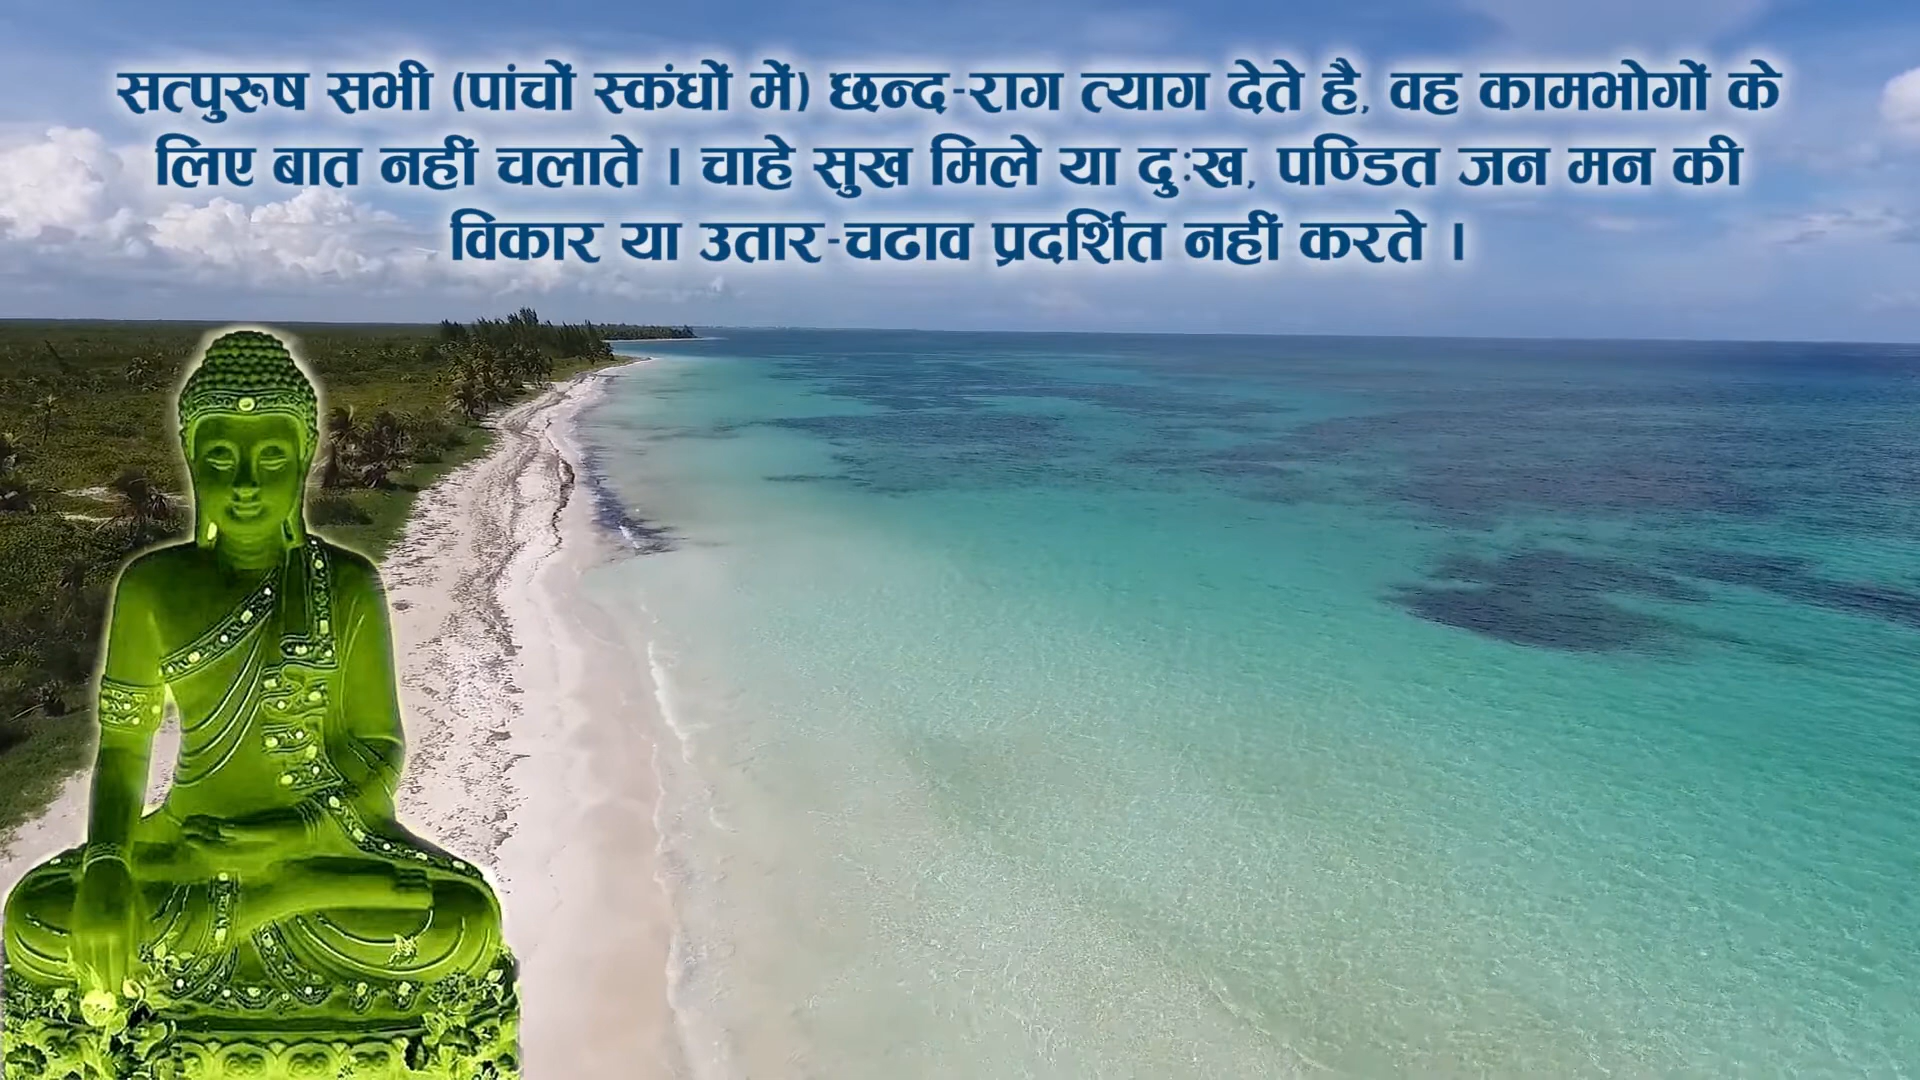 सत्पुरूष सभी (पांचों स्कंधों में) छन्द-राग त्याग देते है, वह कामभोगों के
लिए बात नहीं चलाते । चाहे सुख मिले या दुःख, पण्डित जन मन की
विकार या उतार-चढाव प्रदर्शित नहीं करते ।